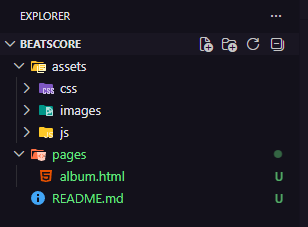 EXPLORER
BEATSCORE
assets
css
images
js
pages
album.html U
README.md U